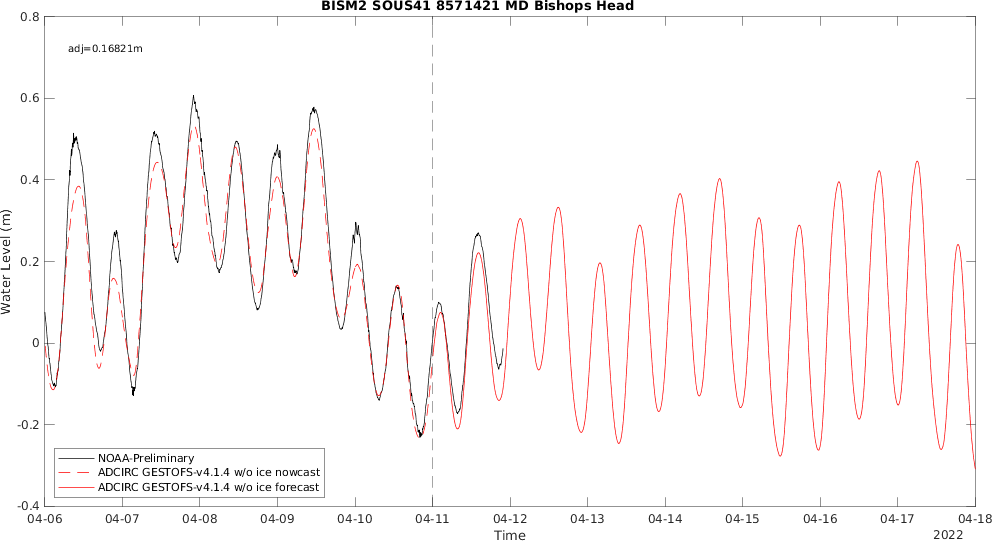 BISM2 SOUS41 8571421 MD Bishops Head
0.8
adj=0.16821m
0.6
0.4
0.2
0
-0.2
-0.4
Water Level (m)
NOAA-Preliminary
ADCIRC GESTOFS-v4.1.4 w/o ice nowcast
ADCIRC GESTOFS-v4.1.4 w/o ice forecast
04-06 04-07 04-08 04-09 04-10 04-11 04-12 04-13 04-14 04-15 04-16 04-17 04-18
Time
2022